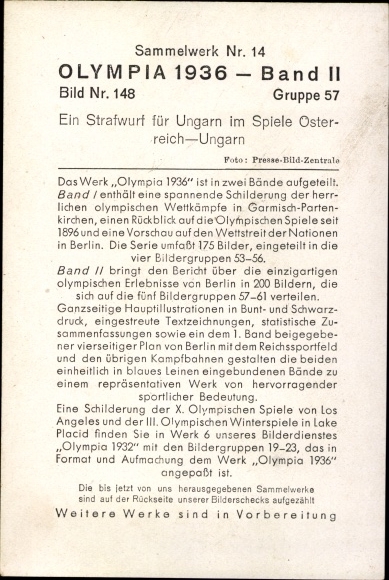 Sammelwerk Nr. 14
OLYMPIA 1936 — Band II
Bild Nr. 148 Gruppe 57
Ein Strafwurf für Ungarn im Spiele Öster-
reich—Ungarn
Foto: Presse-Bild-Zentrale
Das Werk „Olympia 1936" ist in zwei Bände aufgeteilt.
Band I enthält eine spannende Schilderung der herr-
lichen olympischen Wettkämpfe in Garmisch-Parten-
kirchen, einen Rückblick auf die Olympischen Spiele seit
1896 und eine Vorschau auf den Wettstreit der Nationen
in Berlin. Die Serie umfaßt 175 Bilder, eingeteilt in die
vier Bildergruppen 53–56.
Band II bringt den Bericht über die einzigartigen
olympischen Erlebnisse von Berlin in 200 Bildern, die
sich auf die fünf Bildergruppen 57–61 verteilen.
Ganzseitige Hauptillustrationen in Bunt- und Schwarz-
druck, eingestreute Textzeichnungen, statistische Zu-
sammenfassungen sowie ein dem 1. Band beigegebe-
ner vierseitiger Plan von Berlin mit dem Reichssportfeld
und den übrigen Kampfbahnen gestalten die beiden
einheitlich in blaues Leinen eingebundenen Bände zu
einem repräsentativen Werk von hervorragender
sportlicher Bedeutung.
Eine Schilderung der X. Olympischen Spiele von Los
Angeles und der III. Olympischen Winterspiele in Lake
Placid finden Sie in Werk 6 unseres Bilderdienstes
„Olympia 1932" mit den Bildergruppen 19–23, das in
Format und Aufmachung dem Werk „Olympia 1936"
angepaßt ist.
Die bis jetzt von uns herausgegebenen Sammelwerke
sind auf der Rückseite unserer Bilderschecks aufgezählt
Weitere Werke sind in Vorbereitung